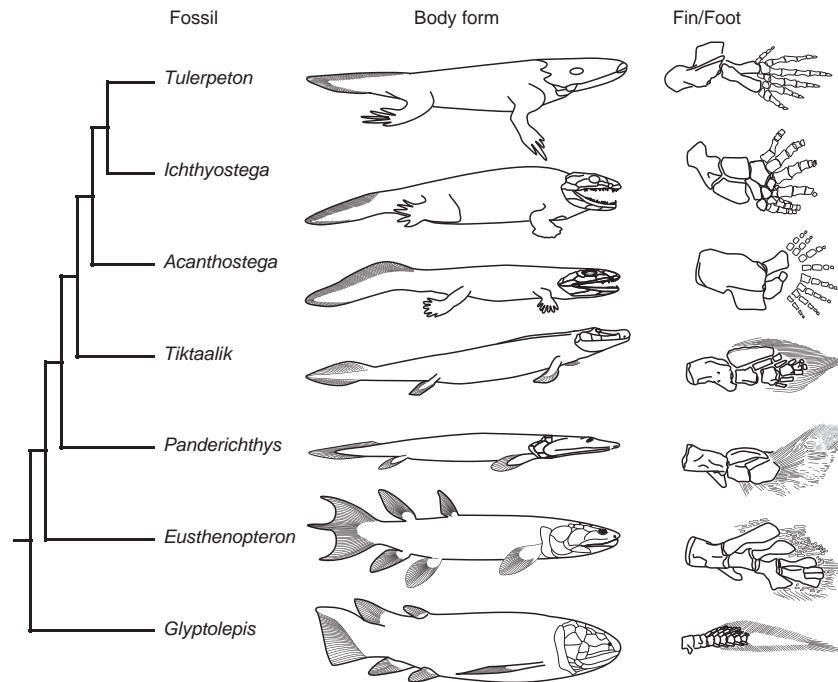 Fossil Body form Fin/Foot
Tulerpeton
Ichthyostega
Acanthostega
Tiktaalik
Panderichthys
Eusthenopteron
Glyptolepis